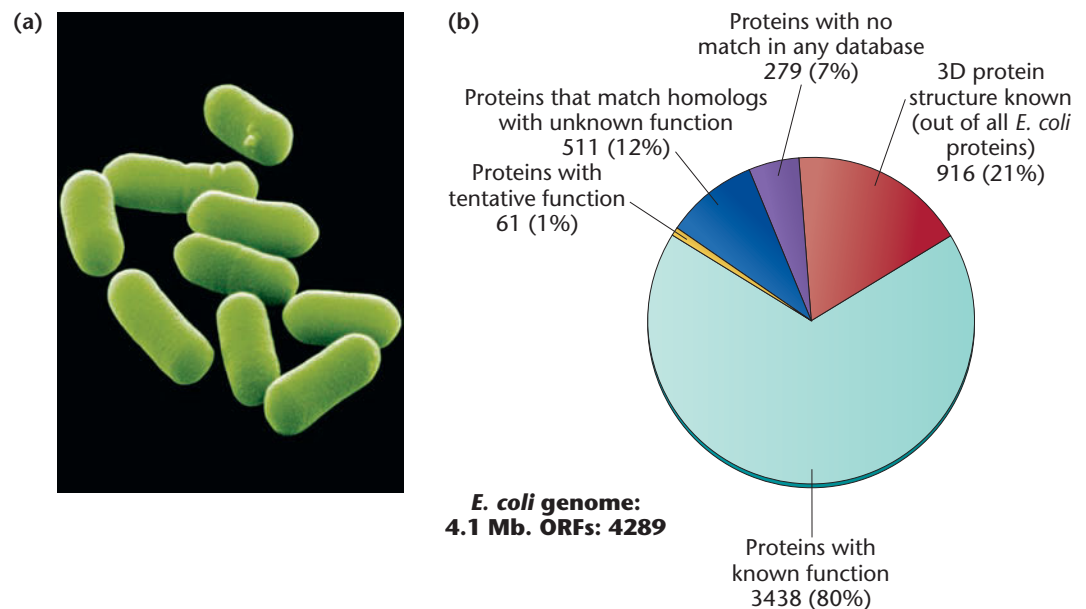 (a)
(b)
Proteins with no
match in any database
279 (7%)
3D protein
structure known
(out of all E. coli
proteins)
916 (21%)
Proteins that match homologs
with unknown function
511 (12%)
Proteins with
tentative function
61 (1%)
E. coli genome:
4.1 Mb. ORFs: 4289
Proteins with
known function
3438 (80%)